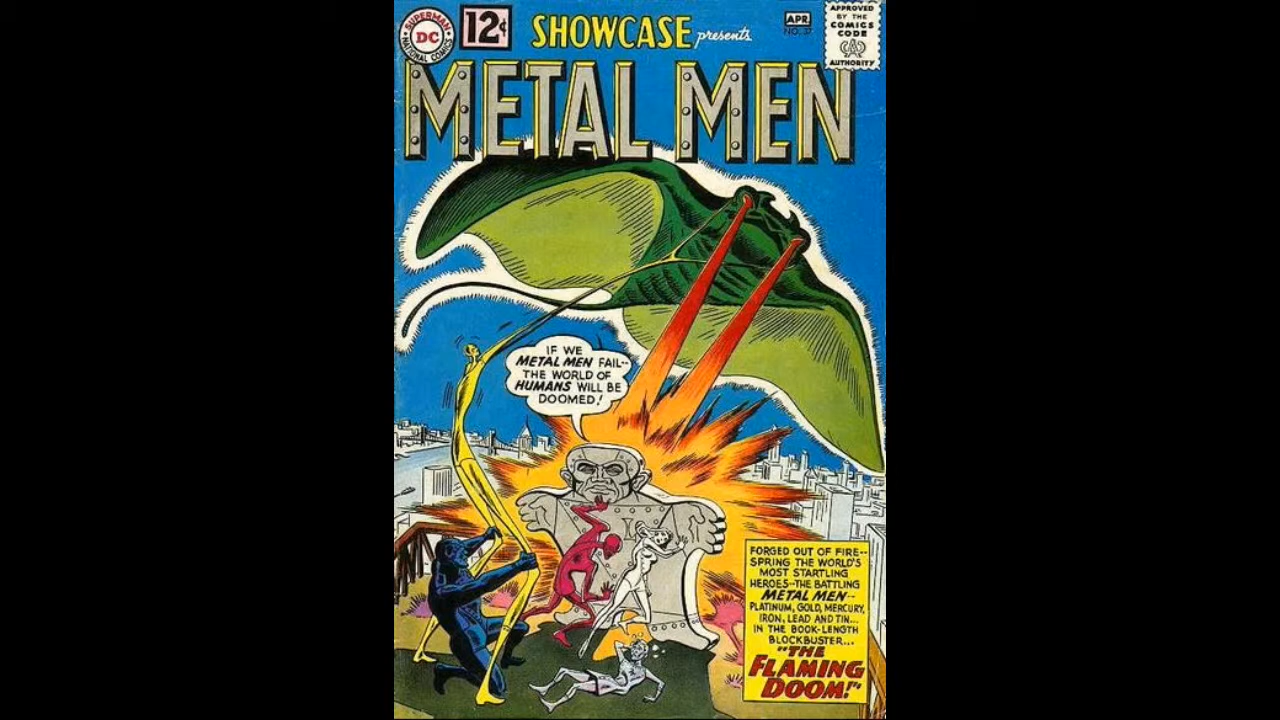 SUPERMAN
DC
NATIONAL COMICS
12¢
SHOWCASE presents
APR.
NO. 37
APPROVED
BY THE
COMICS
CODE
CA
AUTHORITY
METAL MEN
IF WE
METAL MEN FAIL--
THE WORLD OF
HUMANS WILL BE
DOOMED!
FORGED OUT OF FIRE--
SPRING THE WORLD'S
MOST STARTLING
HEROES--THE BATTLING
METAL MEN--
PLATINUM, GOLD, MERCURY,
IRON, LEAD AND TIN...
IN THE BOOK-LENGTH
BLOCKBUSTER...
"THE
FLAMING
DOOM!"